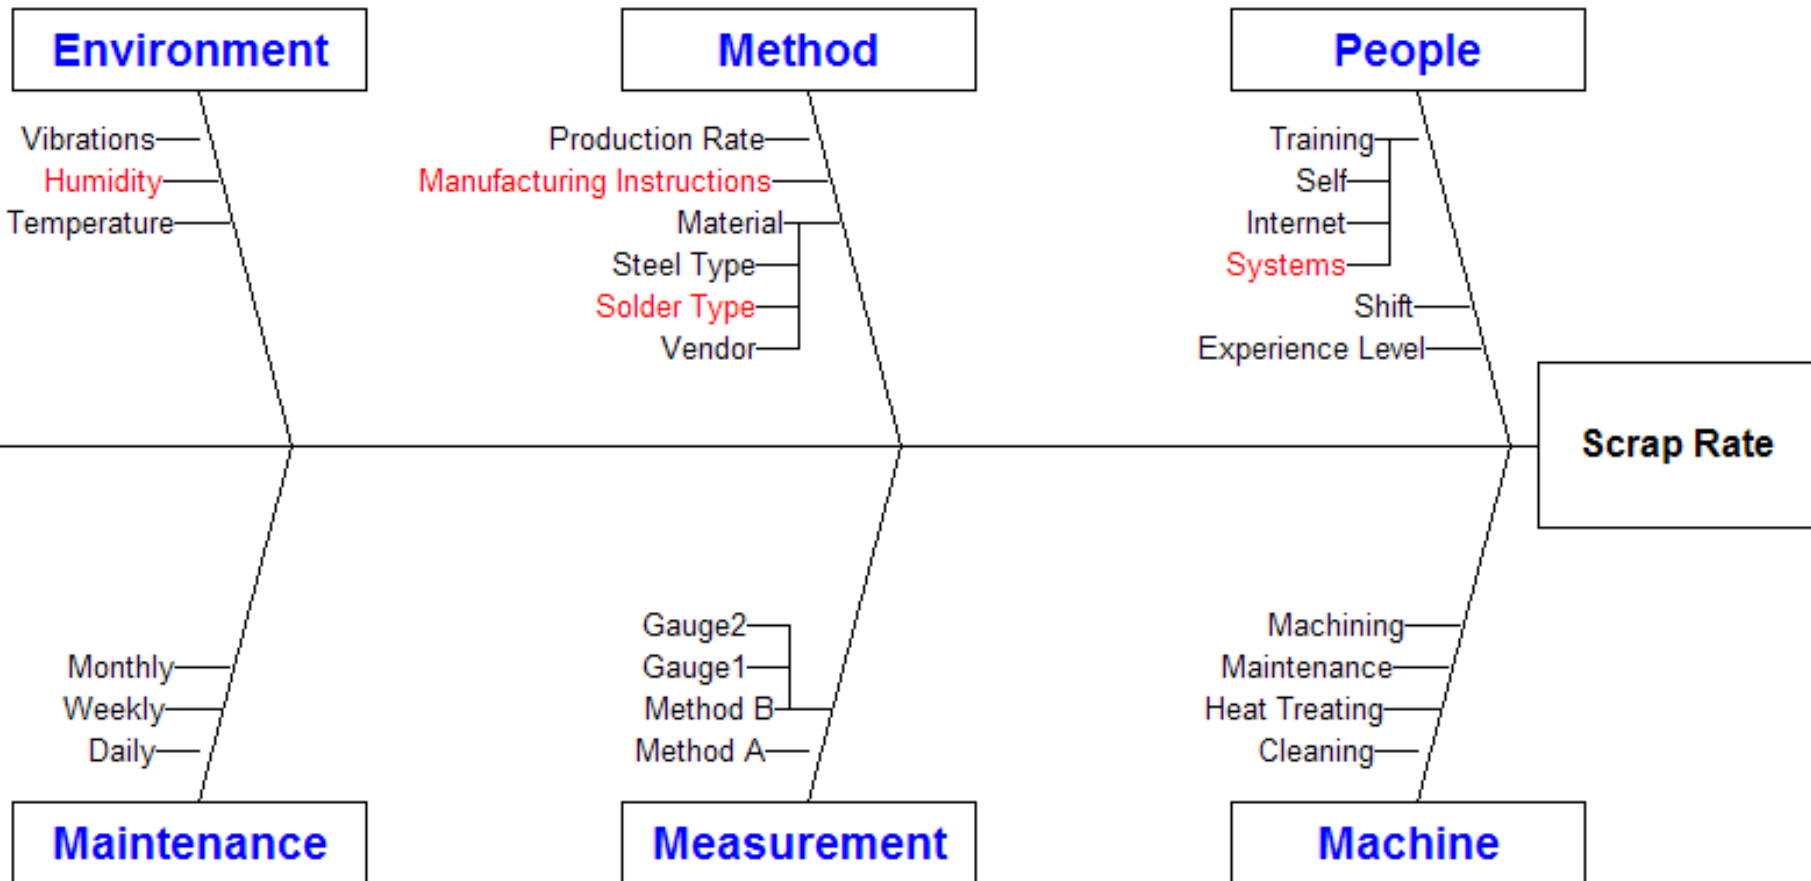 Environment
Vibrations
Humidity
Temperature
Method
Production Rate
Manufacturing Instructions
Material
Steel Type
Solder Type
Vendor
People
Training
Self
Internet
Systems
Shift
Experience Level
Scrap Rate
Monthly
Weekly
Daily
Maintenance
Gauge2
Gauge1
Method B
Method A
Measurement
Machining
Maintenance
Heat Treating
Cleaning
Machine